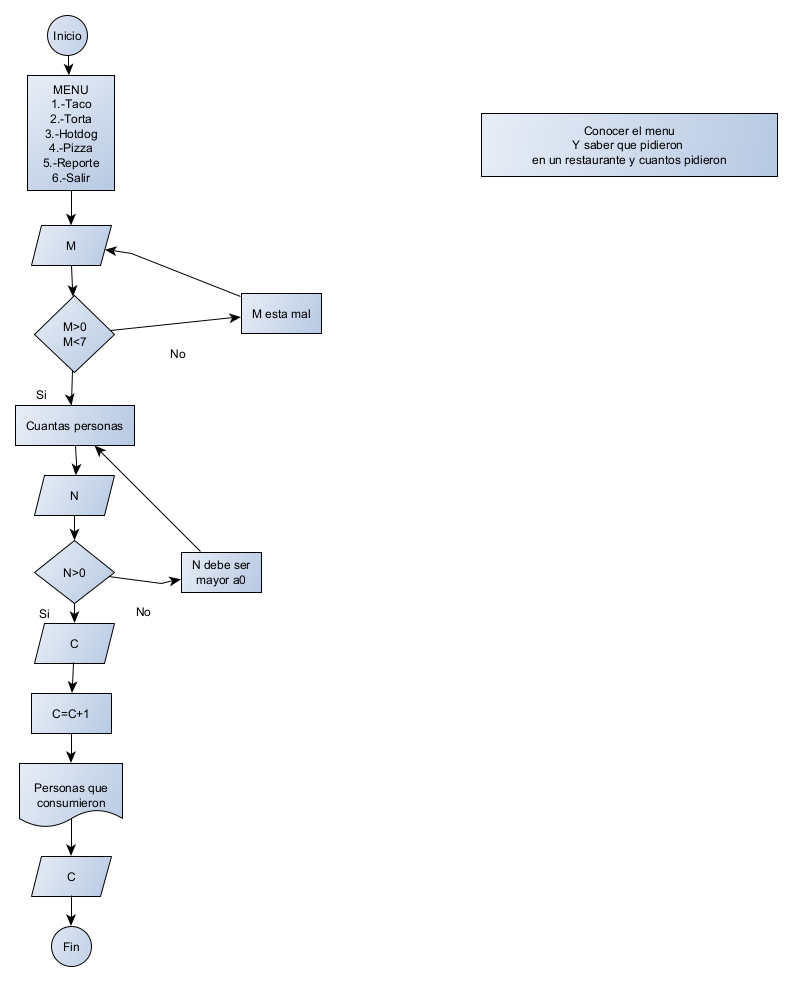 Inicio
MENU
1.-Taco
2.-Torta
3.-Hotdog
4.-Pizza
5.-Reporte
6.-Salir
Conocer el menu
Y saber que pidieron
en un restaurante y cuantos pidieron
M
M esta mal
M>0
M<7
No
Si
Cuantas personas
N
N>0
N debe ser
mayor a0
Si
No
C
C=C+1
Personas que
consumieron
C
Fin